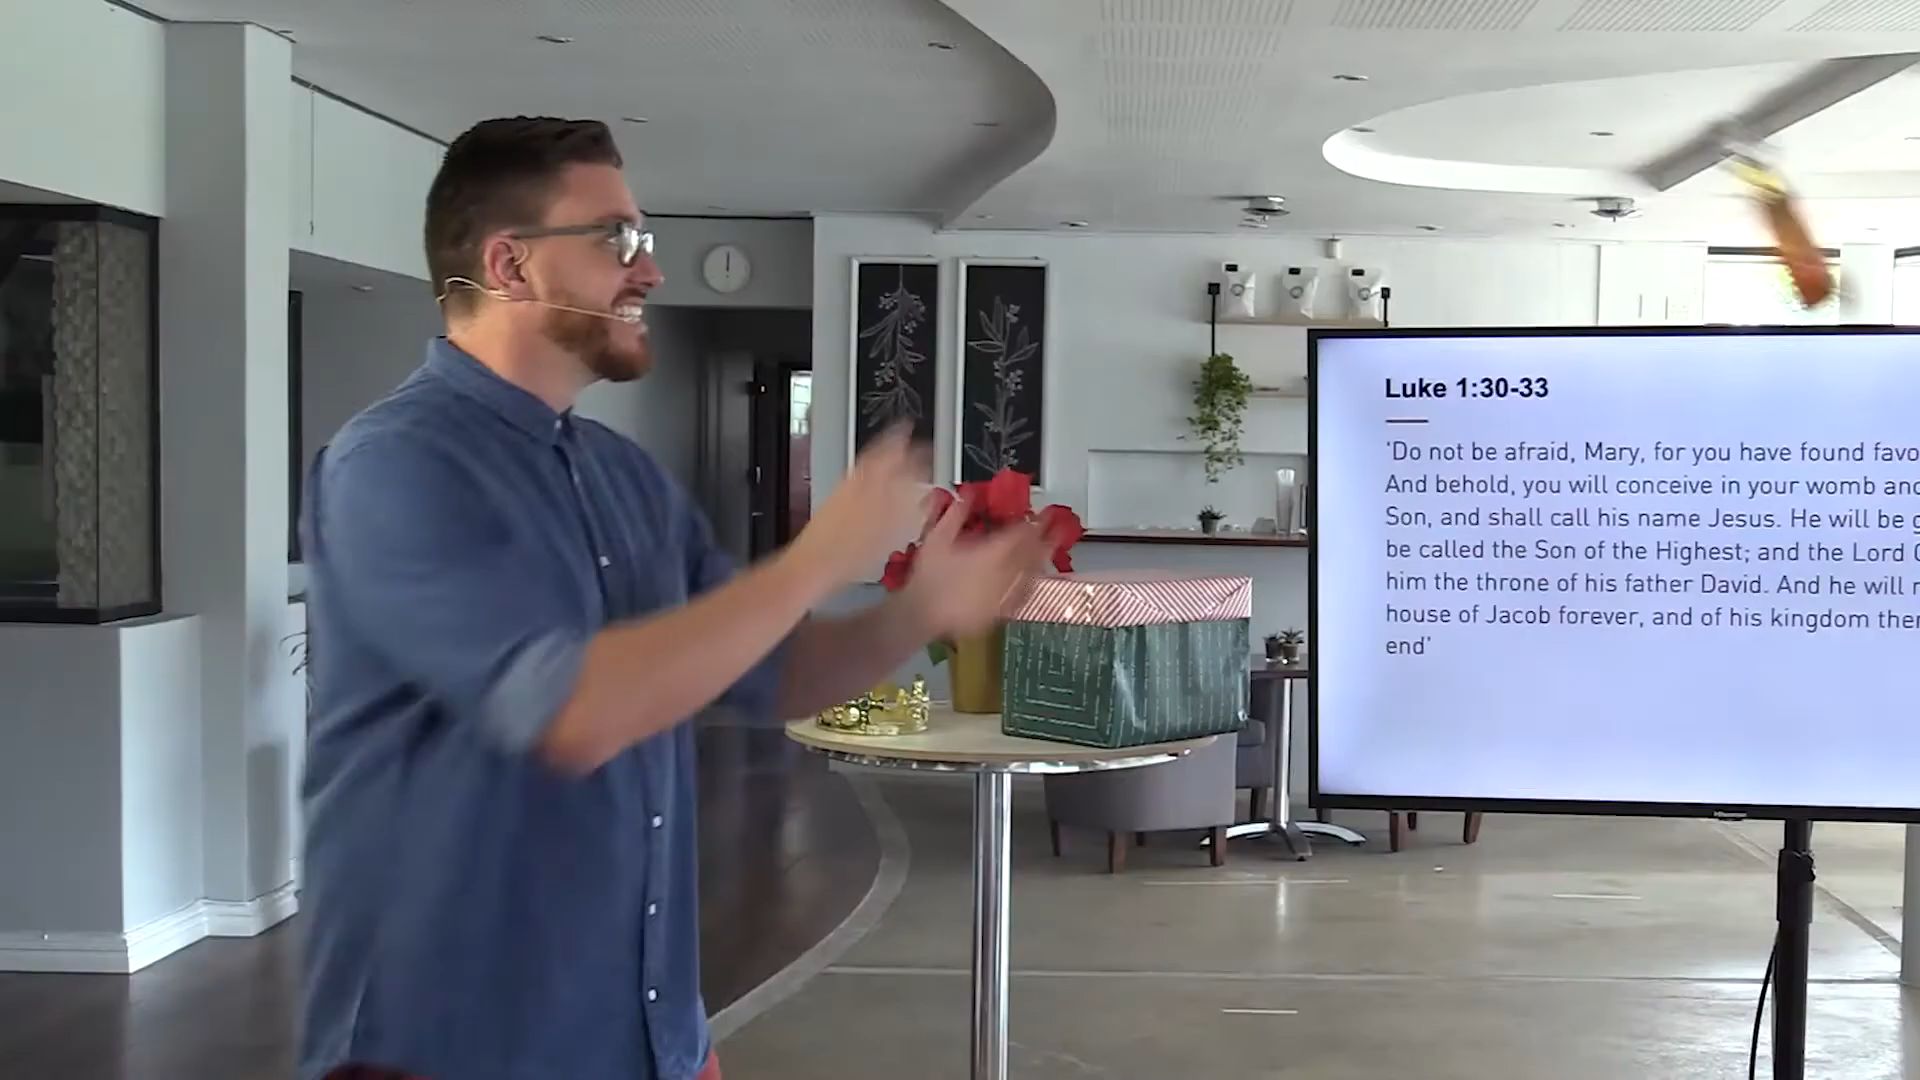 Luke 1:30-33
'Do not be afraid, Mary, for you have found favo
And behold, you will conceive in your womb and
Son, and shall call his name Jesus. He will be g
be called the Son of the Highest; and the Lord G
him the throne of his father David. And he will r
house of Jacob forever, and of his kingdom ther
end'